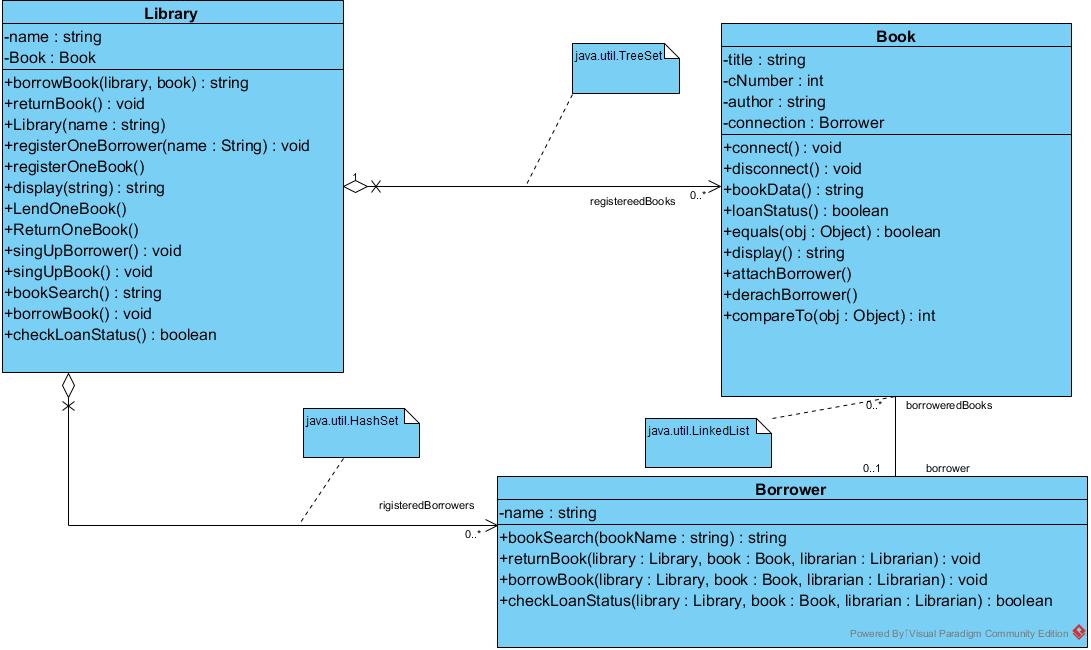 Library
-name : string
-Book : Book
+borrowBook(library, book) : string
+returnBook() : void
+Library(name : string)
+registerOneBorrower(name : String) : void
+registerOneBook()
+display(string) : string
+LendOneBook()
+ReturnOneBook()
+singUpBorrower() : void
+singUpBook() : void
+bookSearch() : string
+borrowBook() : void
+checkLoanStatus() : boolean
1
java.util.TreeSet
registereedBooks
0..*
Book
-title : string
-cNumber : int
-author : string
-connection : Borrower
+connect() : void
+disconnect() : void
+bookData() : string
+loanStatus() : boolean
+equals(obj : Object) : boolean
+display() : string
+attachBorrower()
+derachBorrower()
+compareTo(obj : Object) : int
0..*
borroweredBooks
java.util.LinkedList
0..1
borrower
java.util.HashSet
rigisteredBorrowers
0..*
Borrower
-name : string
+bookSearch(bookName : string) : string
+returnBook(library : Library, book : Book, librarian : Librarian) : void
+borrowBook(library : Library, book : Book, librarian : Librarian) : void
+checkLoanStatus(library : Library, book : Book, librarian : Librarian) : boolean
Powered By Visual Paradigm Community Edition